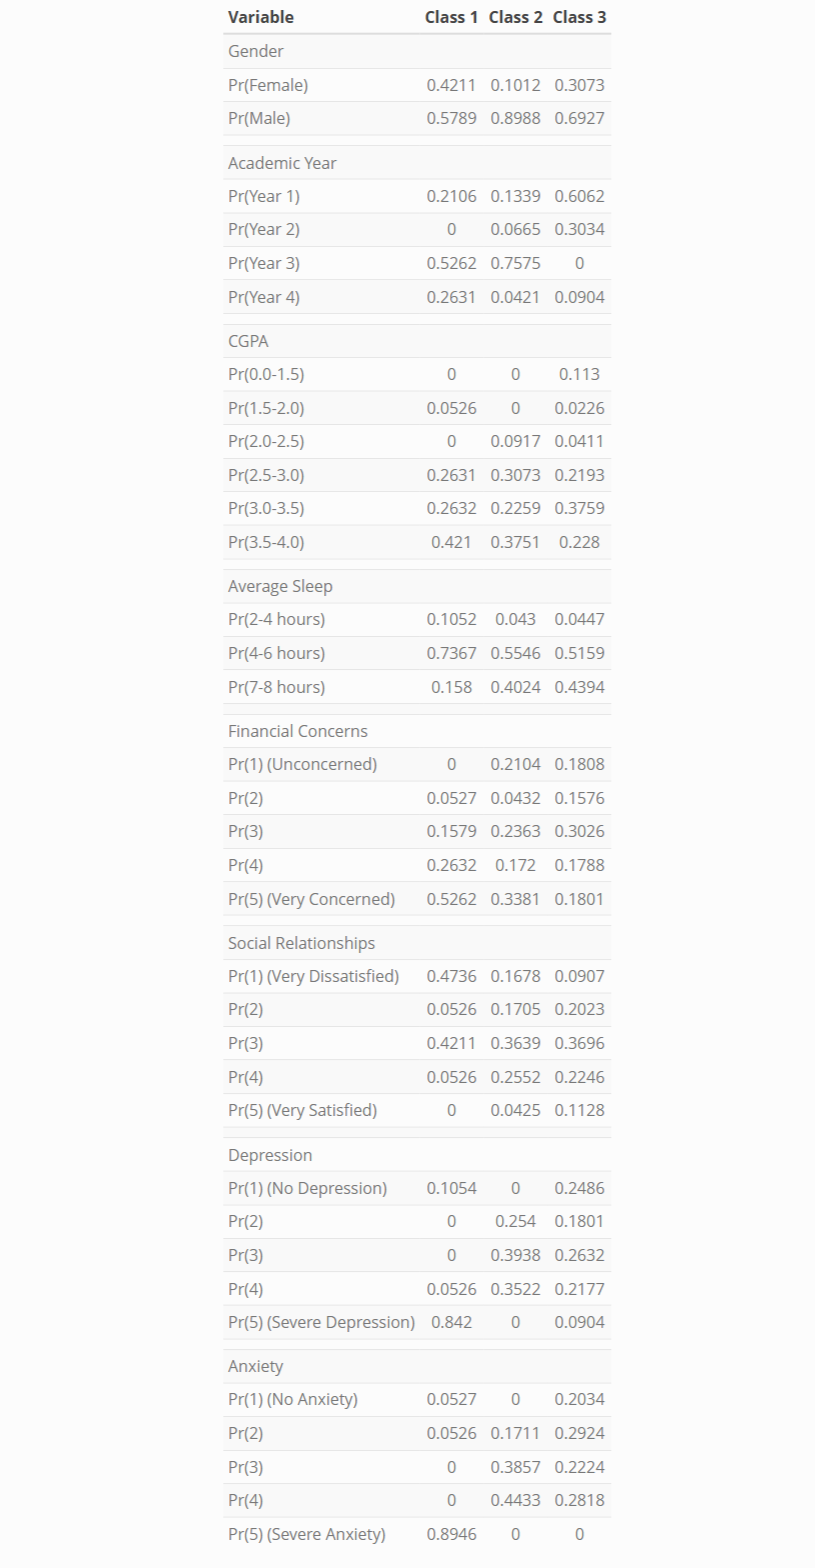 Variable Class 1 Class 2 Class 3
Gender
Pr(Female) 0.4211 0.1012 0.3073
Pr(Male) 0.5789 0.8988 0.6927
Academic Year
Pr(Year 1) 0.2106 0.1339 0.6062
Pr(Year 2) 0 0.0665 0.3034
Pr(Year 3) 0.5262 0.7575 0
Pr(Year 4) 0.2631 0.0421 0.0904
CGPA
Pr(0.0-1.5) 0 0 0.113
Pr(1.5-2.0) 0.0526 0 0.0226
Pr(2.0-2.5) 0 0.0917 0.0411
Pr(2.5-3.0) 0.2631 0.3073 0.2193
Pr(3.0-3.5) 0.2632 0.2259 0.3759
Pr(3.5-4.0) 0.421 0.3751 0.228
Average Sleep
Pr(2-4 hours) 0.1052 0.043 0.0447
Pr(4-6 hours) 0.7367 0.5546 0.5159
Pr(7-8 hours) 0.158 0.4024 0.4394
Financial Concerns
Pr(1) (Unconcerned) 0 0.2104 0.1808
Pr(2) 0.0527 0.0432 0.1576
Pr(3) 0.1579 0.2363 0.3026
Pr(4) 0.2632 0.172 0.1788
Pr(5) (Very Concerned) 0.5262 0.3381 0.1801
Social Relationships
Pr(1) (Very Dissatisfied) 0.4736 0.1678 0.0907
Pr(2) 0.0526 0.1705 0.2023
Pr(3) 0.4211 0.3639 0.3696
Pr(4) 0.0526 0.2552 0.2246
Pr(5) (Very Satisfied) 0 0.0425 0.1128
Depression
Pr(1) (No Depression) 0.1054 0 0.2486
Pr(2) 0 0.254 0.1801
Pr(3) 0 0.3938 0.2632
Pr(4) 0.0526 0.3522 0.2177
Pr(5) (Severe Depression) 0.842 0 0.0904
Anxiety
Pr(1) (No Anxiety) 0.0527 0 0.2034
Pr(2) 0.0526 0.1711 0.2924
Pr(3) 0 0.3857 0.2224
Pr(4) 0 0.4433 0.2818
Pr(5) (Severe Anxiety) 0.8946 0 0